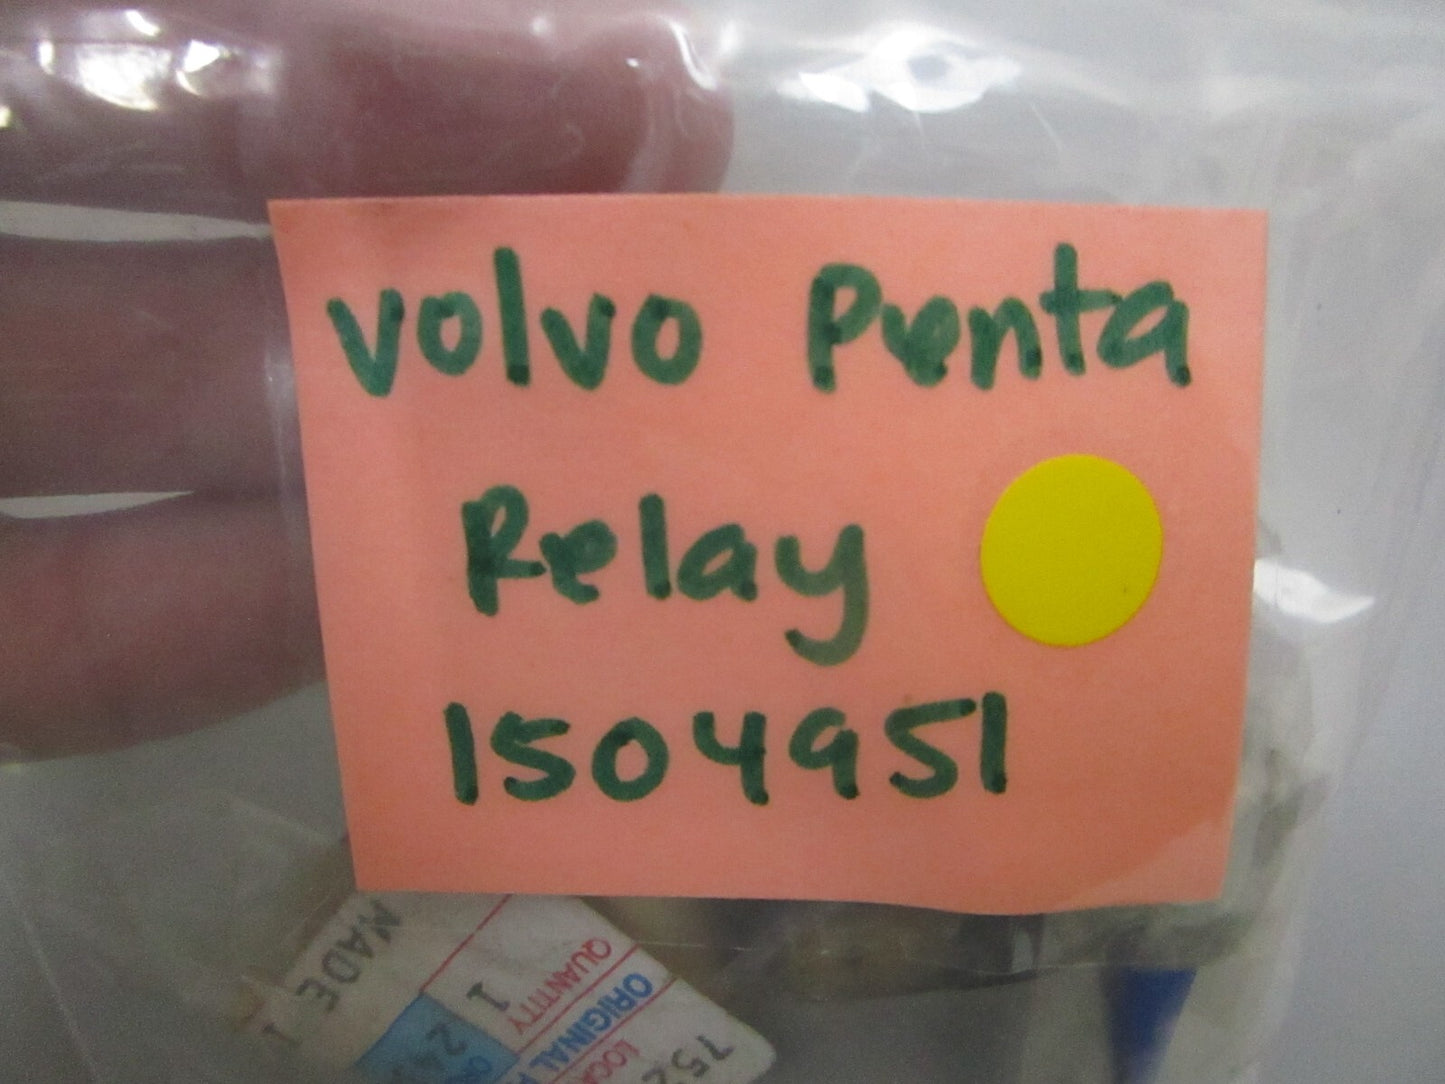 volvo Penta
Relay
1504951
MADE
QUANTITY
1
ORIGINAL